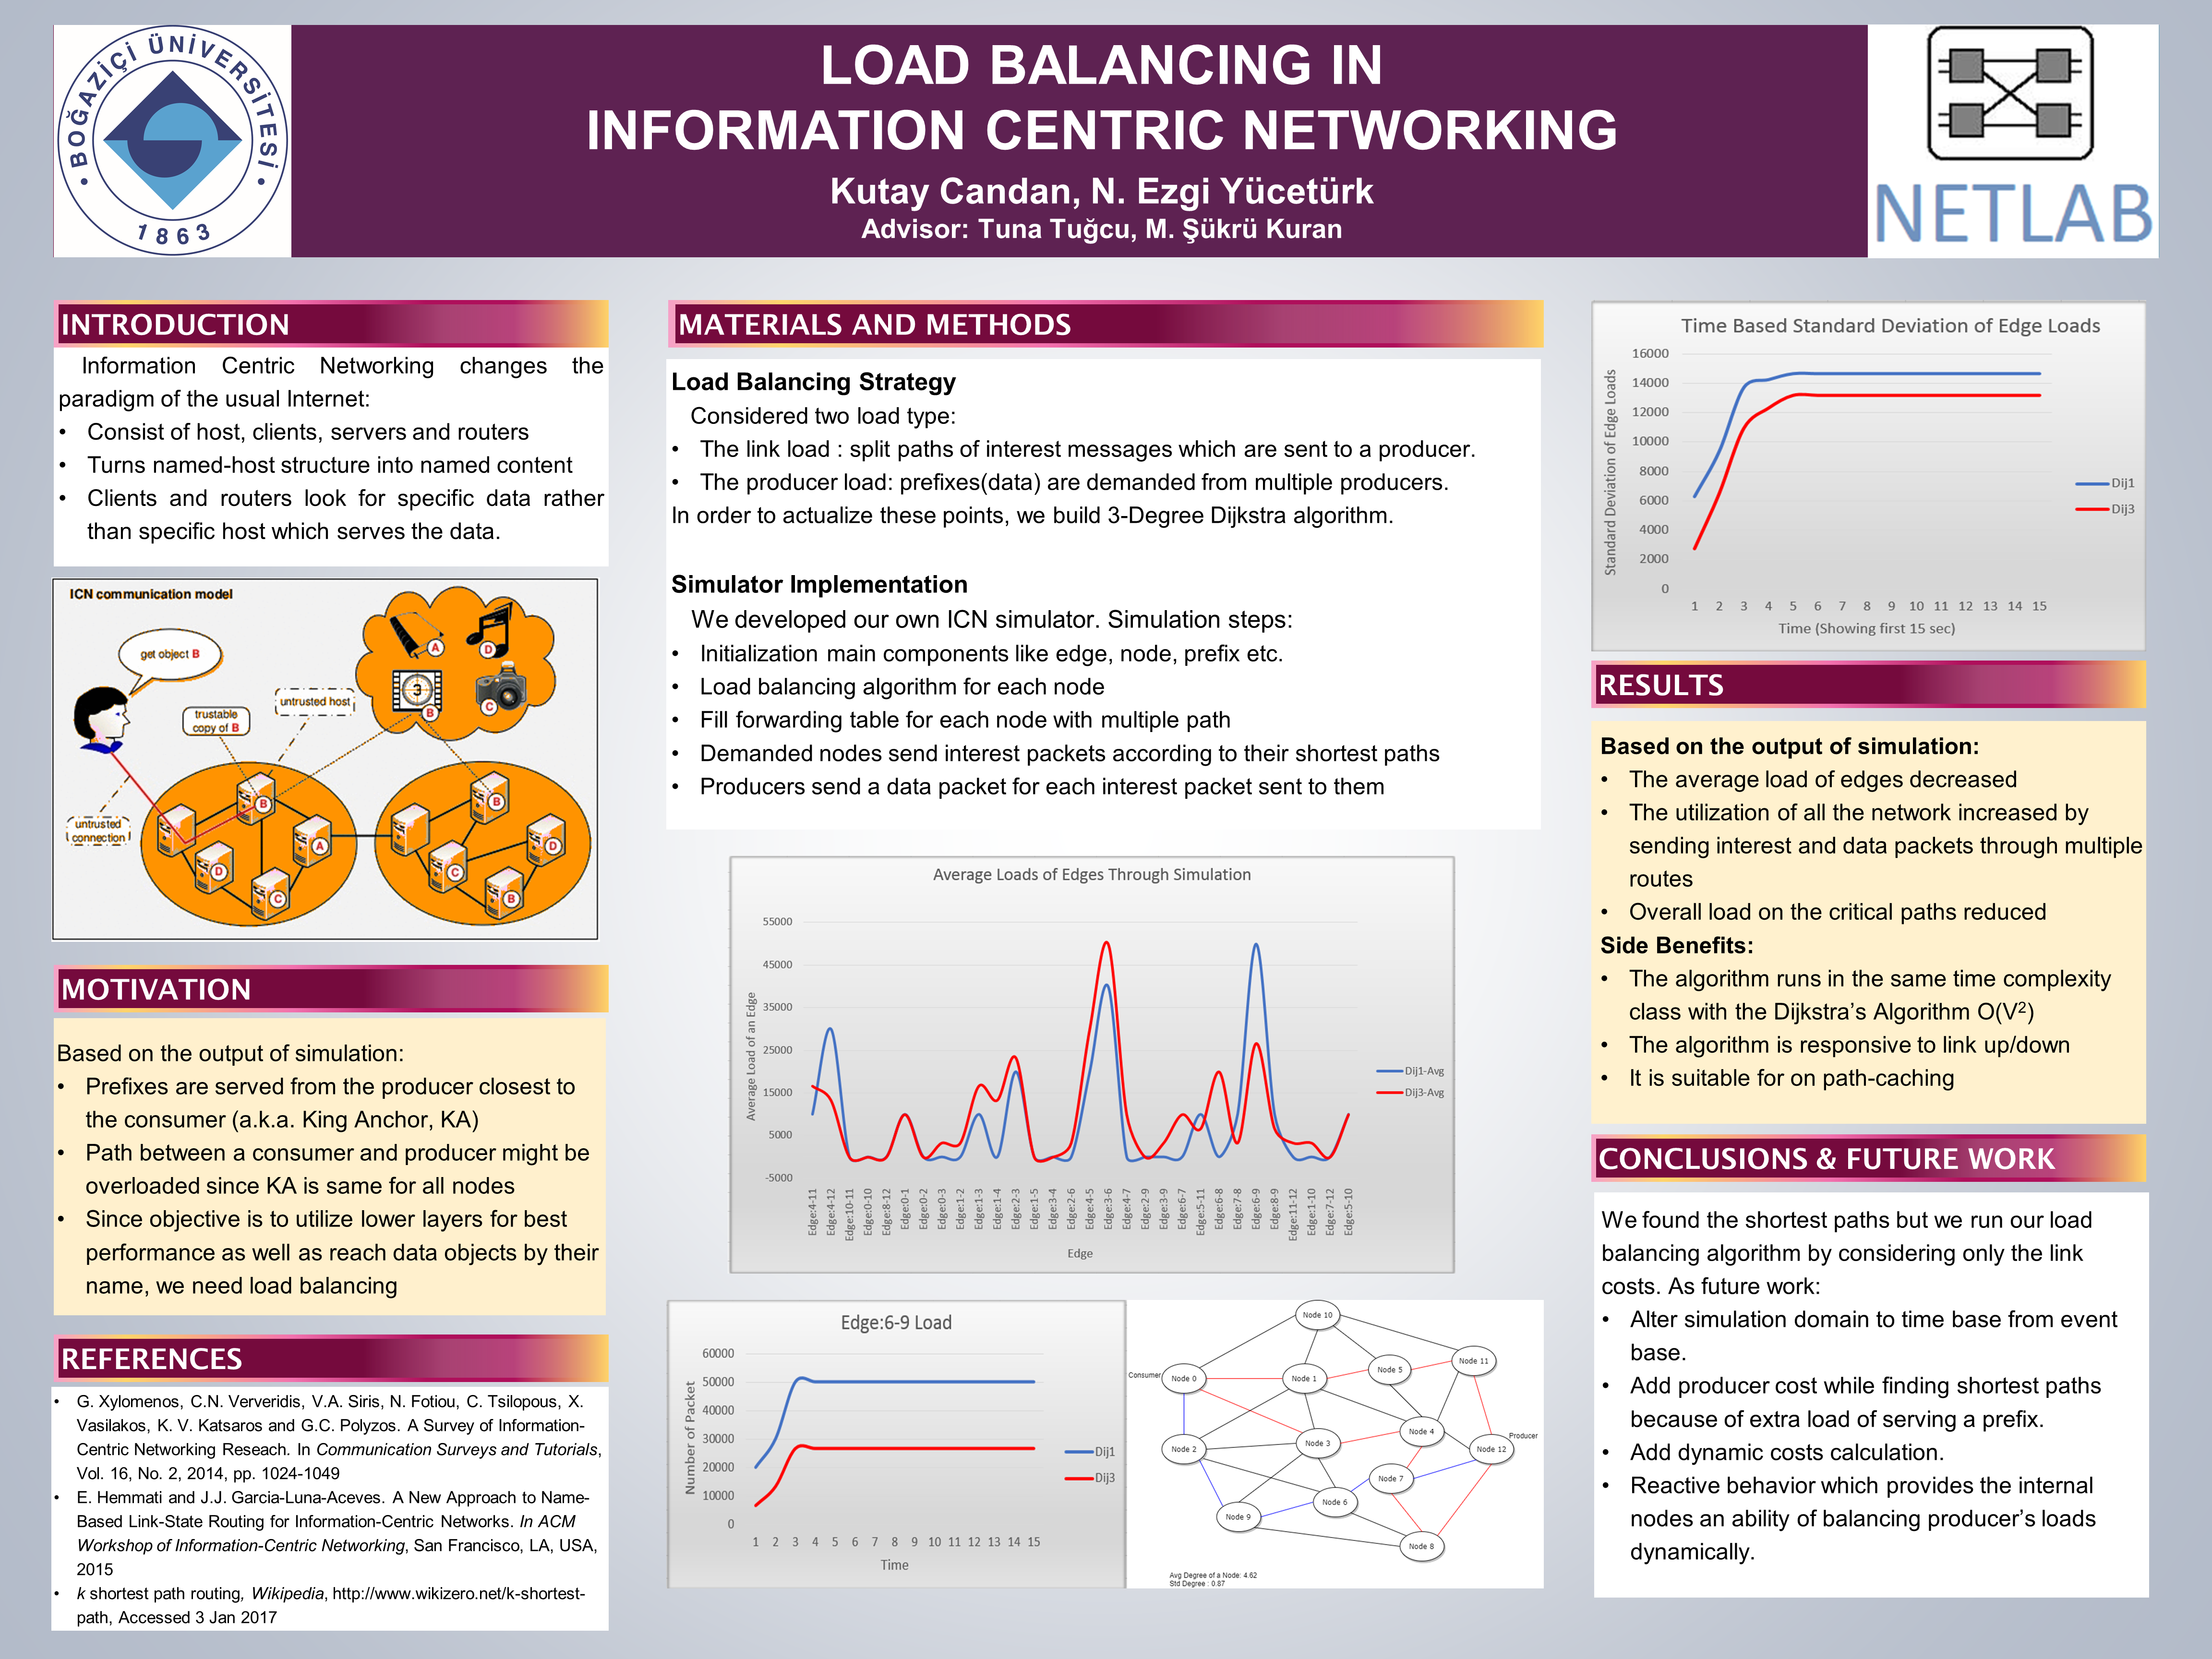 BOĞAZİÇİ ÜNİVERSİTESİ
1863
LOAD BALANCING IN
INFORMATION CENTRIC NETWORKING
Kutay Candan, N. Ezgi Yücetürk
Advisor: Tuna Tuğcu, M. Şükrü Kuran
NETLAB
INTRODUCTION
Information Centric Networking changes the
paradigm of the usual Internet:
• Consist of host, clients, servers and routers
• Turns named-host structure into named content
• Clients and routers look for specific data rather
than specific host which serves the data.
ICN communication model
get object B
trustable
copy of B
untrusted host
untrusted
connection
A
D
3
B
C
B
A
D
C
B
D
C
B
MOTIVATION
Based on the output of simulation:
• Prefixes are served from the producer closest to
the consumer (a.k.a. King Anchor, KA)
• Path between a consumer and producer might be
overloaded since KA is same for all nodes
• Since objective is to utilize lower layers for best
performance as well as reach data objects by their
name, we need load balancing
REFERENCES
• G. Xylomenos, C.N. Ververidis, V.A. Siris, N. Fotiou, C. Tsilopous, X.
Vasilakos, K. V. Katsaros and G.C. Polyzos. A Survey of Information-
Centric Networking Reseach. In Communication Surveys and Tutorials,
Vol. 16, No. 2, 2014, pp. 1024-1049
• E. Hemmati and J.J. Garcia-Luna-Aceves. A New Approach to Name-
Based Link-State Routing for Information-Centric Networks. In ACM
Workshop of Information-Centric Networking, San Francisco, LA, USA,
2015
• k shortest path routing, Wikipedia, http://www.wikizero.net/k-shortest-
path, Accessed 3 Jan 2017
MATERIALS AND METHODS
Load Balancing Strategy
Considered two load type:
• The link load : split paths of interest messages which are sent to a producer.
• The producer load: prefixes(data) are demanded from multiple producers.
In order to actualize these points, we build 3-Degree Dijkstra algorithm.
Simulator Implementation
We developed our own ICN simulator. Simulation steps:
• Initialization main components like edge, node, prefix etc.
• Load balancing algorithm for each node
• Fill forwarding table for each node with multiple path
• Demanded nodes send interest packets according to their shortest paths
• Producers send a data packet for each interest packet sent to them
Average Loads of Edges Through Simulation
Average Load of an Edge
55000
45000
35000
25000
15000
5000
-5000
Edge:4-11 Edge:4-12 Edge:10-11 Edge:0-10 Edge:8-12 Edge:0-1 Edge:0-2 Edge:0-3 Edge:1-2 Edge:1-3 Edge:1-4 Edge:2-3 Edge:1-5 Edge:3-4 Edge:2-6 Edge:4-5 Edge:3-6 Edge:4-7 Edge:2-9 Edge:3-9 Edge:6-7 Edge:5-11 Edge:6-8 Edge:7-8 Edge:6-9 Edge:8-9 Edge:11-12 Edge:1-10 Edge:7-12 Edge:5-10
Edge
Dij1-Avg
Dij3-Avg
Edge:6-9 Load
Number of Packet
60000
50000
40000
30000
20000
10000
0
1 2 3 4 5 6 7 8 9 10 11 12 13 14 15
Time
Dij1
Dij3
Node 10
Node 11
Node 5
Consumer
Node 0
Node 1
Node 4
Producer
Node 2
Node 3
Node 12
Node 7
Node 6
Node 9
Node 8
Avg Degree of a Node: 4.62
Std Degree : 0.87
Time Based Standard Deviation of Edge Loads
Standard Deviation of Edge Loads
16000
14000
12000
10000
8000
6000
4000
2000
0
1 2 3 4 5 6 7 8 9 10 11 12 13 14 15
Time (Showing first 15 sec)
Dij1
Dij3
RESULTS
Based on the output of simulation:
• The average load of edges decreased
• The utilization of all the network increased by
sending interest and data packets through multiple
routes
• Overall load on the critical paths reduced
Side Benefits:
• The algorithm runs in the same time complexity
class with the Dijkstra’s Algorithm O(V²)
• The algorithm is responsive to link up/down
• It is suitable for on path-caching
CONCLUSIONS & FUTURE WORK
We found the shortest paths but we run our load
balancing algorithm by considering only the link
costs. As future work:
• Alter simulation domain to time base from event
base.
• Add producer cost while finding shortest paths
because of extra load of serving a prefix.
• Add dynamic costs calculation.
• Reactive behavior which provides the internal
nodes an ability of balancing producer’s loads
dynamically.